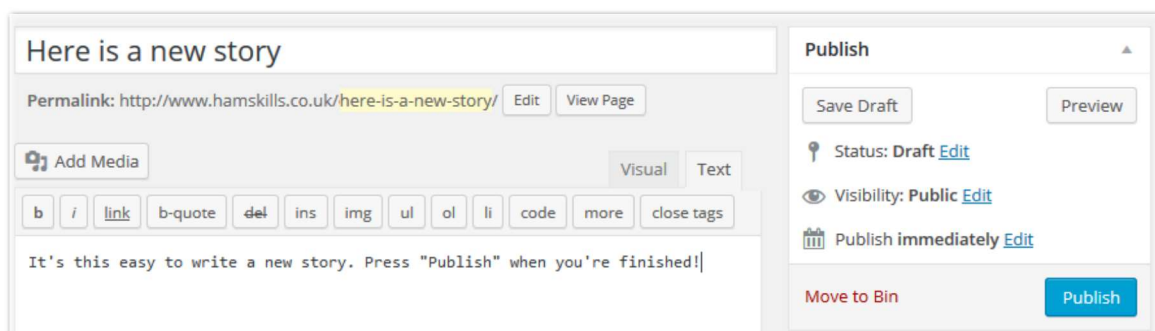 Here is a new story
Permalink: http://www.hamskills.co.uk/here-is-a-new-story/ Edit View Page
Add Media
Visual Text
b i link b-quote del ins img ul ol li code more close tags
It's this easy to write a new story. Press "Publish" when you're finished!
Publish
Save Draft Preview
Status: Draft Edit
Visibility: Public Edit
Publish immediately Edit
Move to Bin Publish